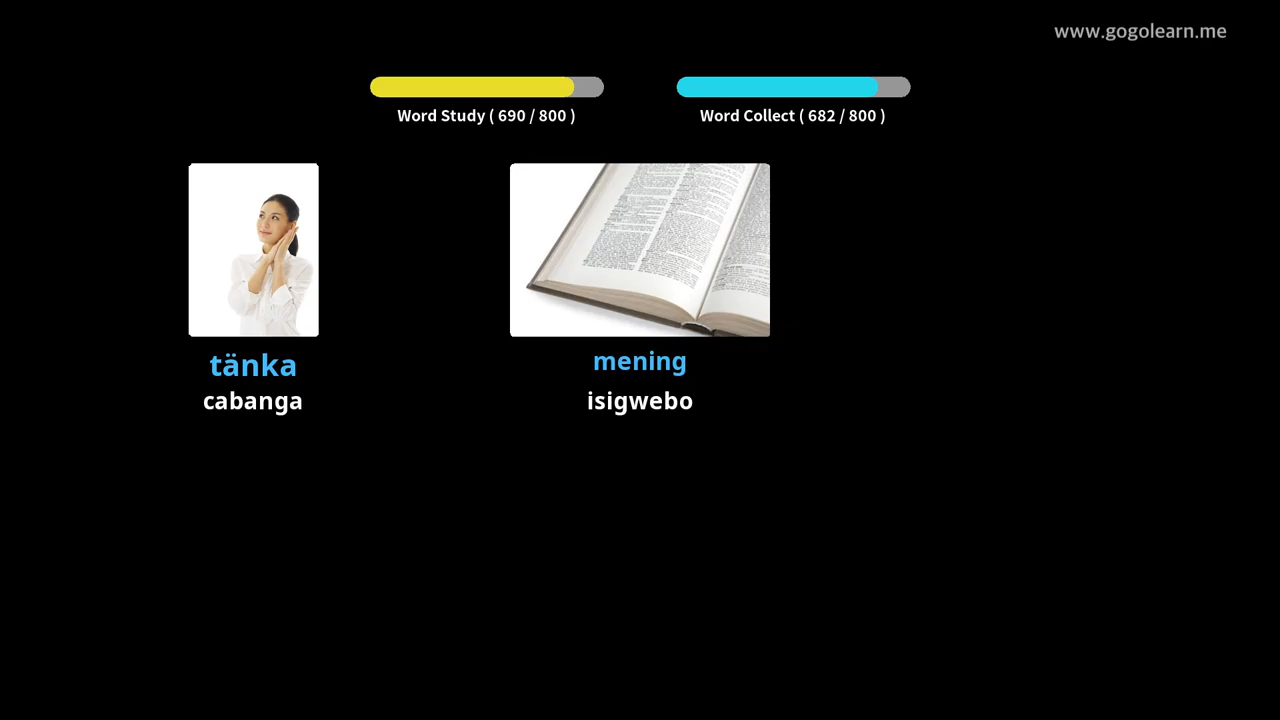 www.gogolearn.me
Word Study ( 690 / 800 )
Word Collect ( 682 / 800 )
tänka
mening
cabanga
isigwebo